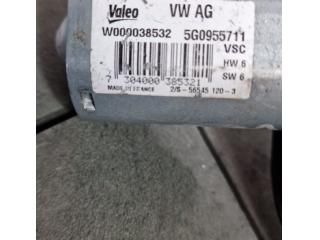 Valeo VW AG
W000038532 5G0955711
VSC
HW 6
SW 6
7 304000 385321
MADE IN FRANCE 2/S-56545 120-3